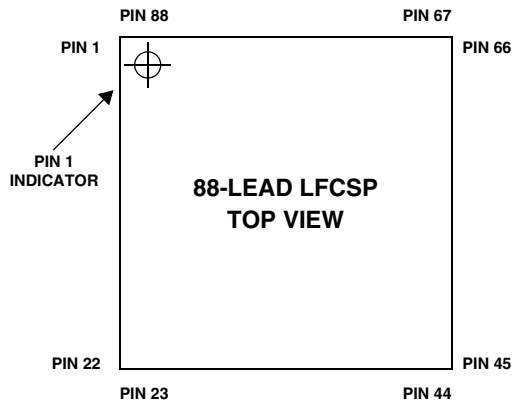 PIN 88 PIN 67
PIN 1 PIN 66
PIN 1
INDICATOR
88-LEAD LFCSP
TOP VIEW
PIN 22 PIN 45
PIN 23 PIN 44